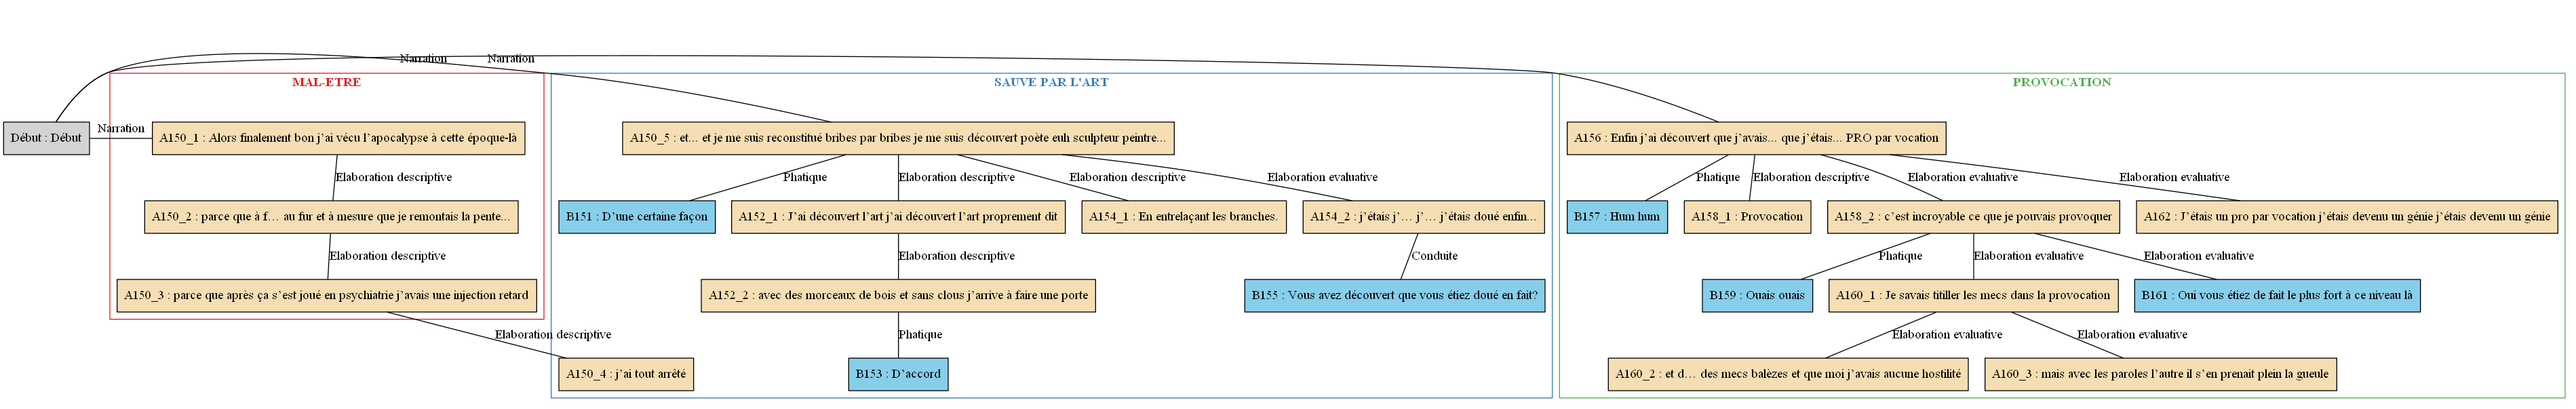 Narration
Narration
MAL-ETRE
SAUVE PAR L'ART
PROVOCATION
Début : Début
Narration
A150_1 : Alors finalement bon j’ai vécu l’apocalypse à cette époque-là
A150_5 : et... et je me suis reconstitué bribes par bribes je me suis découvert poète euh sculpteur peintre...
A156 : Enfin j’ai découvert que j’avais... que j’étais... PRO par vocation
Elaboration descriptive
Phatique
Elaboration descriptive
Elaboration descriptive
Elaboration evaluative
Phatique
Elaboration descriptive
Elaboration evaluative
Elaboration evaluative
A150_2 : parce que à f… au fur et à mesure que je remontais la pente...
B151 : D’une certaine façon
A152_1 : J’ai découvert l’art j’ai découvert l’art proprement dit
A154_1 : En entrelaçant les branches.
A154_2 : j’étais j’… j’… j’étais doué enfin...
B157 : Hum hum
A158_1 : Provocation
A158_2 : c’est incroyable ce que je pouvais provoquer
A162 : J’étais un pro par vocation j’étais devenu un génie j’étais devenu un génie
Elaboration descriptive
Elaboration descriptive
Conduite
Phatique
Elaboration evaluative
Elaboration evaluative
A150_3 : parce que après ça s’est joué en psychiatrie j’avais une injection retard
A152_2 : avec des morceaux de bois et sans clous j’arrive à faire une porte
B155 : Vous avez découvert que vous étiez doué en fait?
B159 : Ouais ouais
A160_1 : Je savais titiller les mecs dans la provocation
B161 : Oui vous étiez de fait le plus fort à ce niveau là
Elaboration descriptive
Phatique
Elaboration evaluative
Elaboration evaluative
A150_4 : j’ai tout arrêté
B153 : D’accord
A160_2 : et d… des mecs balèzes et que moi j’avais aucune hostilité
A160_3 : mais avec les paroles l’autre il s’en prenait plein la gueule